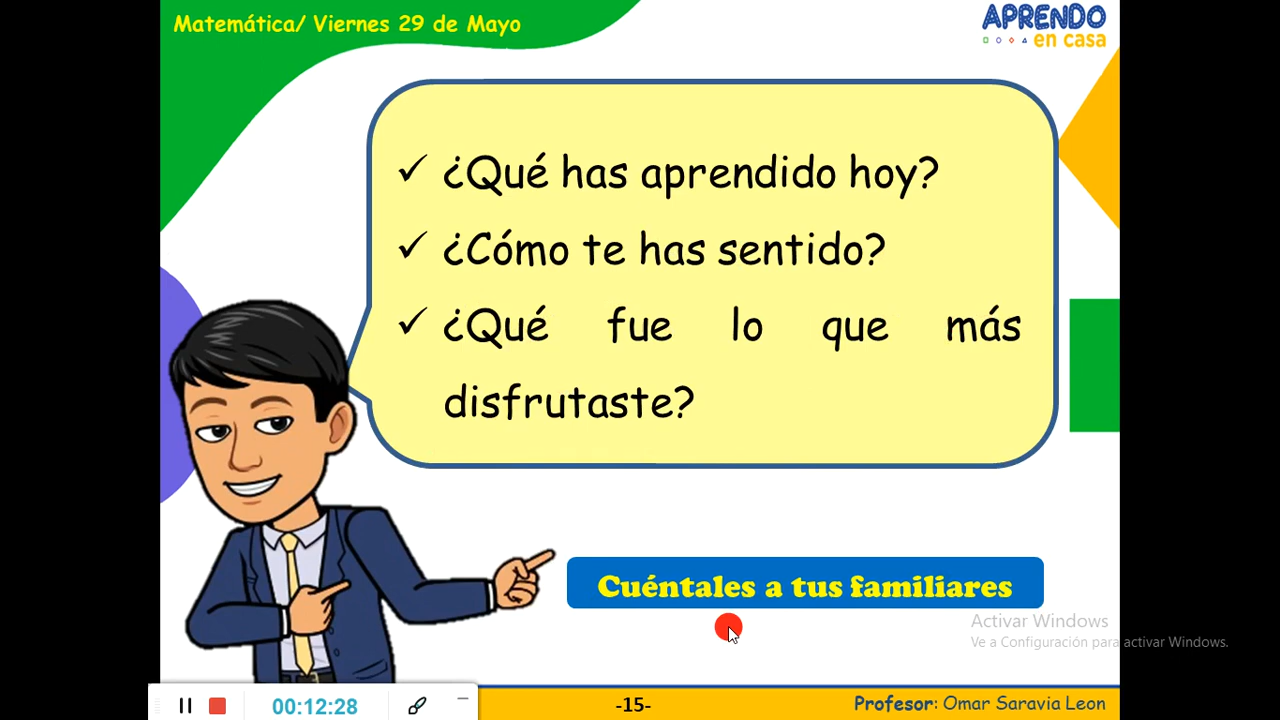 Matemática/ Viernes 29 de Mayo
APRENDO
en casa
✓ ¿Qué has aprendido hoy?
✓ ¿Cómo te has sentido?
✓ ¿Qué fue lo que más
disfrutaste?
Cuéntales a tus familiares
Activar Windows
Ve a Configuración para activar Windows.
00:12:28
-15-
Profesor: Omar Saravia Leon